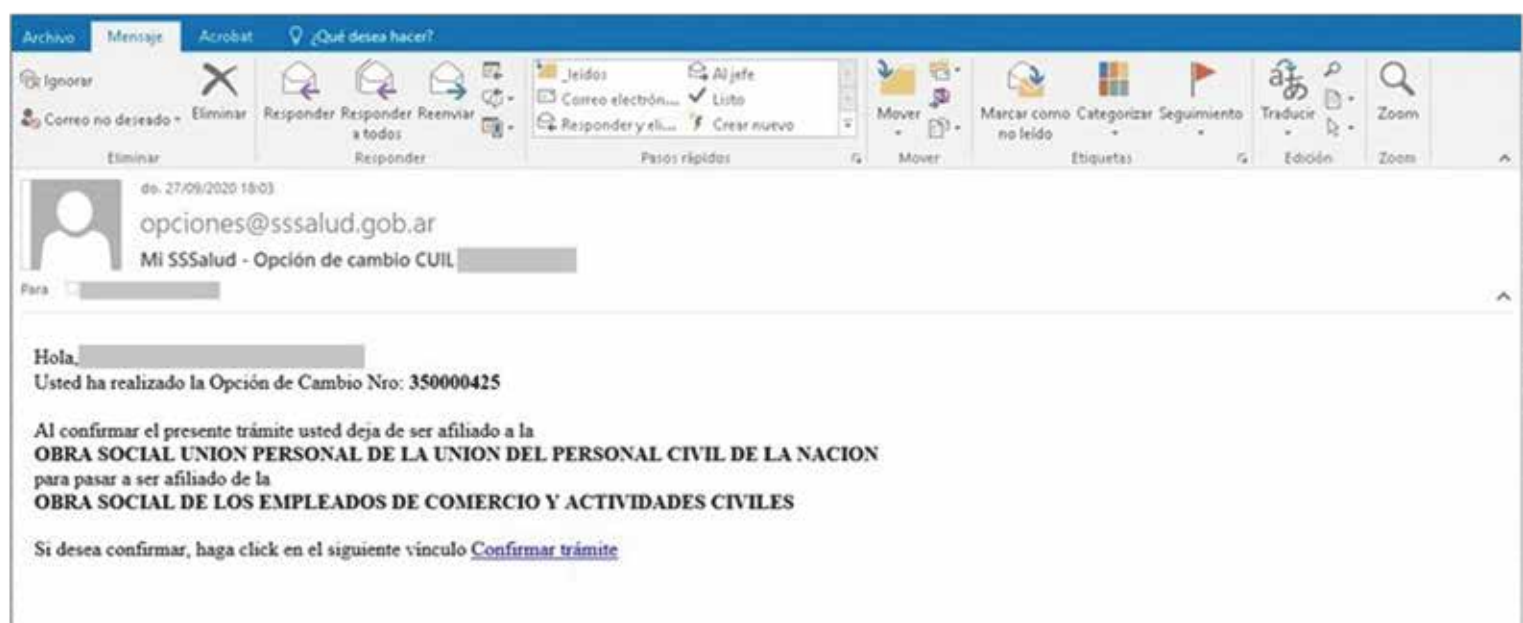 Archivo Mensaje Acrobat ¿Qué desea hacer?
Ignorar
Correo no deseado
Eliminar
Responder
Responder a todos
Reenviar
_leidos
Al jefe
Correo electrón...
Listo
Responder y eli...
Crear nuevo
Mover
Marcar como no leído
Categorizar
Seguimiento
Traducir
Zoom
Eliminar Responder Pasos rápidos Mover Etiquetas Edición Zoom
do. 27/09/2020 18:03
opciones@sssalud.gob.ar
Mi SSSalud - Opción de cambio CUIL
Para
Hola,
Usted ha realizado la Opción de Cambio Nro: 350000425
Al confirmar el presente trámite usted deja de ser afiliado a la
OBRA SOCIAL UNION PERSONAL DE LA UNION DEL PERSONAL CIVIL DE LA NACION
para pasar a ser afiliado de la
OBRA SOCIAL DE LOS EMPLEADOS DE COMERCIO Y ACTIVIDADES CIVILES
Si desea confirmar, haga click en el siguiente vínculo Confirmar trámite